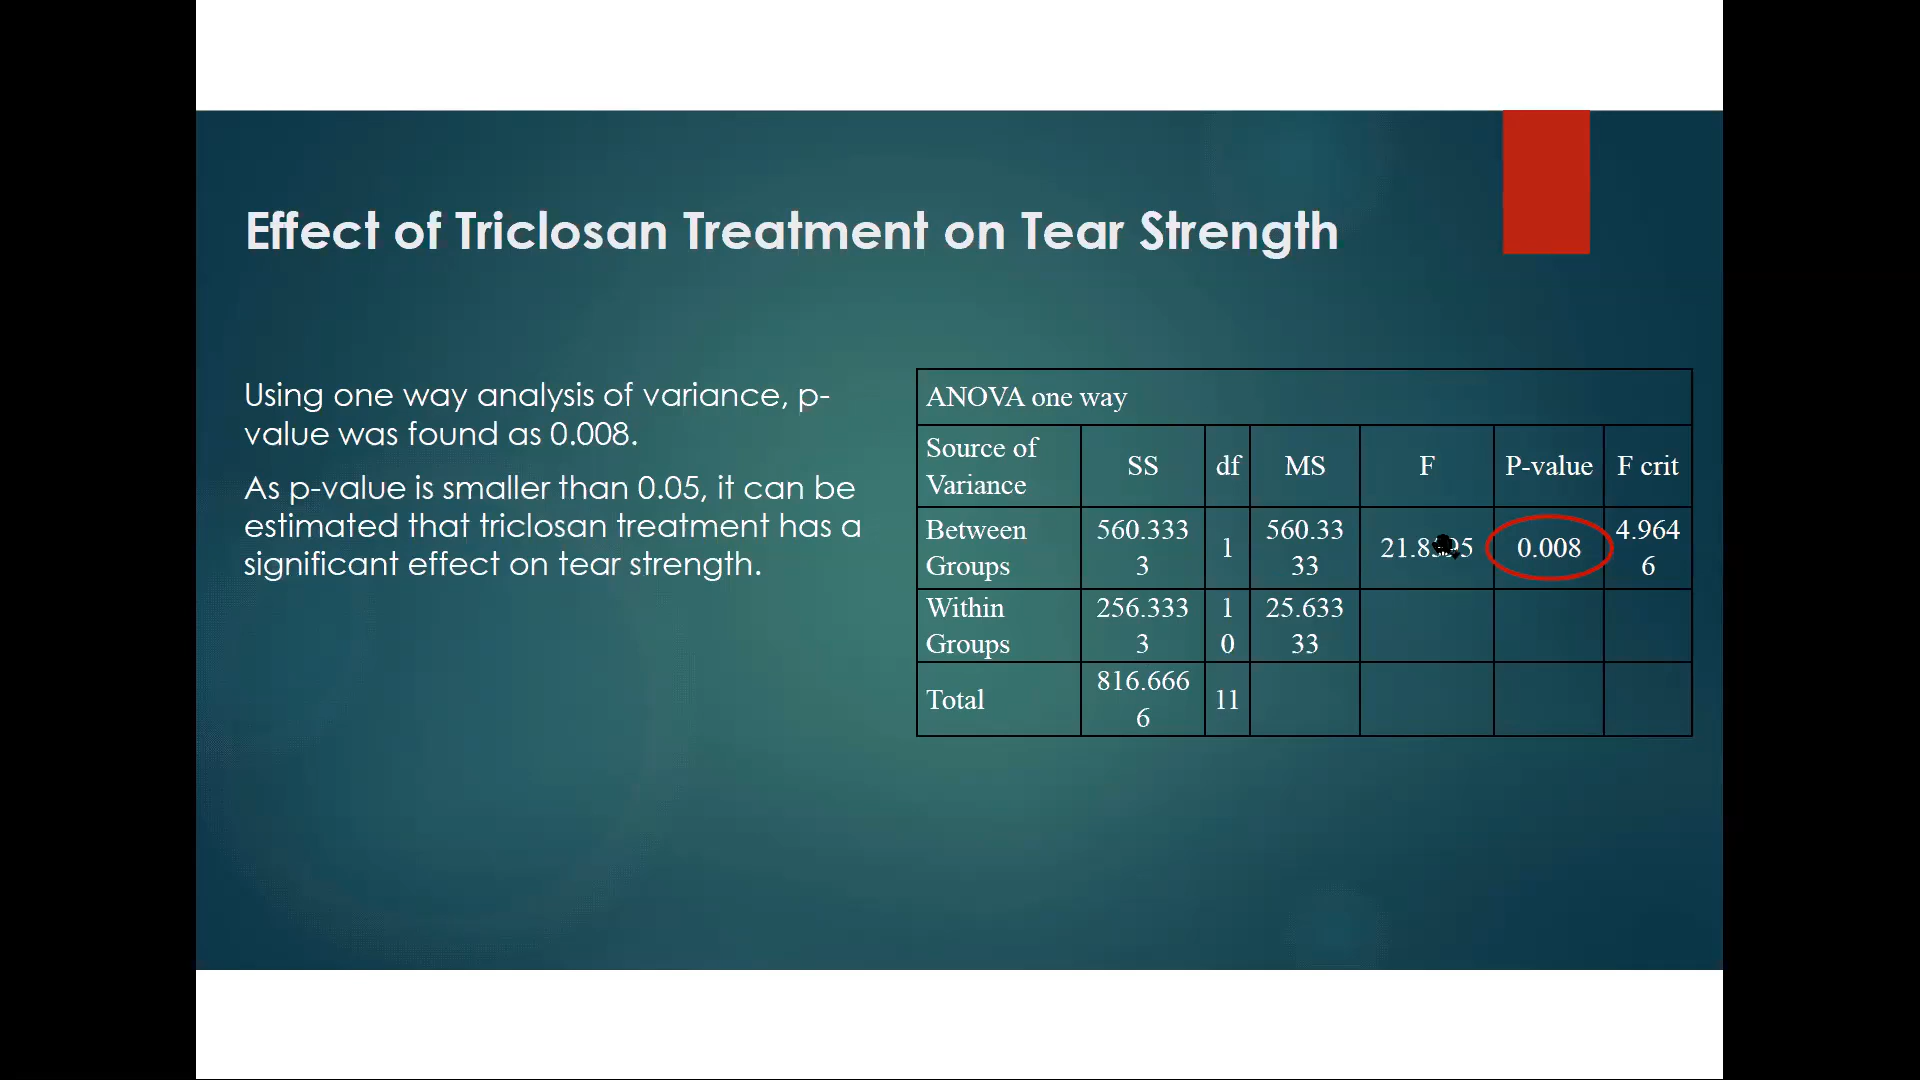 Effect of Triclosan Treatment on Tear Strength
Using one way analysis of variance, p-
value was found as 0.008.
As p-value is smaller than 0.05, it can be
estimated that triclosan treatment has a
significant effect on tear strength.
ANOVA one way
Source of
Variance
SS
df
MS
F
P-value
F crit
Between
Groups
560.333
3
1
560.33
33
0.008
4.964
6
Within
Groups
256.333
3
1
0
25.633
33
Total
816.666
6
11